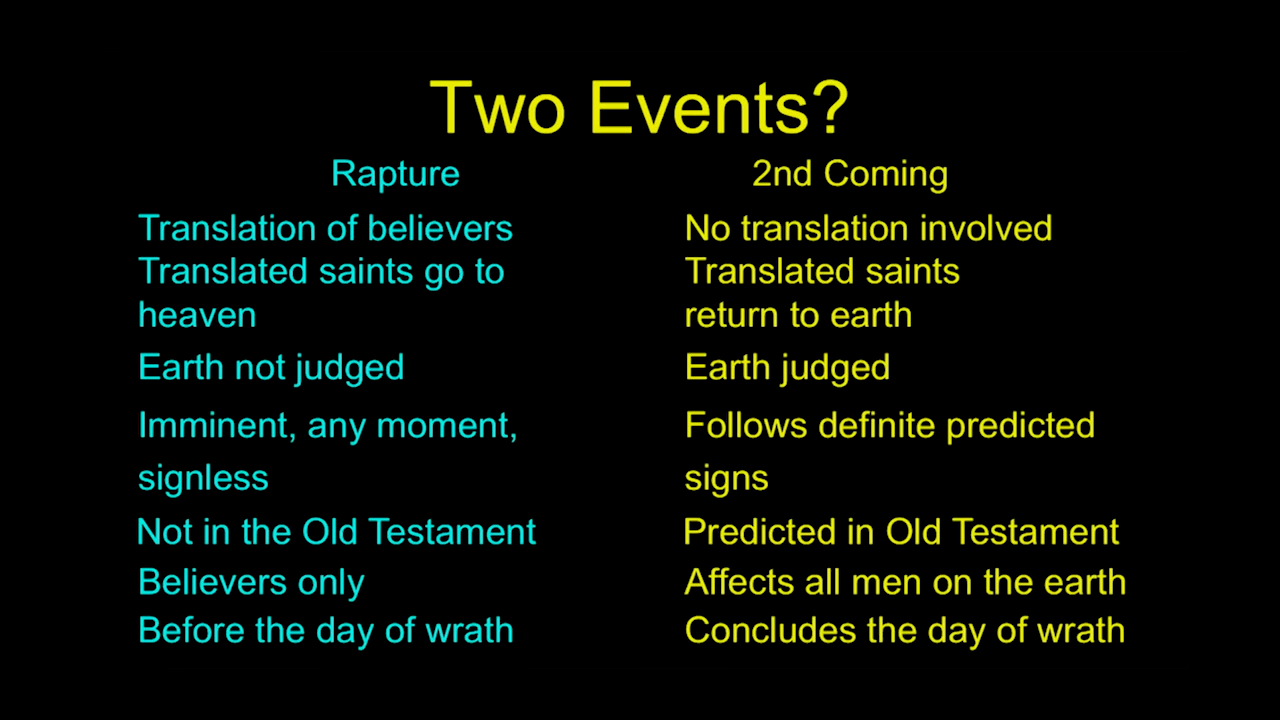 Two Events?
Rapture
2nd Coming
Translation of believers
No translation involved
Translated saints go to
heaven
Translated saints
return to earth
Earth not judged
Earth judged
Imminent, any moment,
signless
Follows definite predicted
signs
Not in the Old Testament
Predicted in Old Testament
Believers only
Affects all men on the earth
Before the day of wrath
Concludes the day of wrath